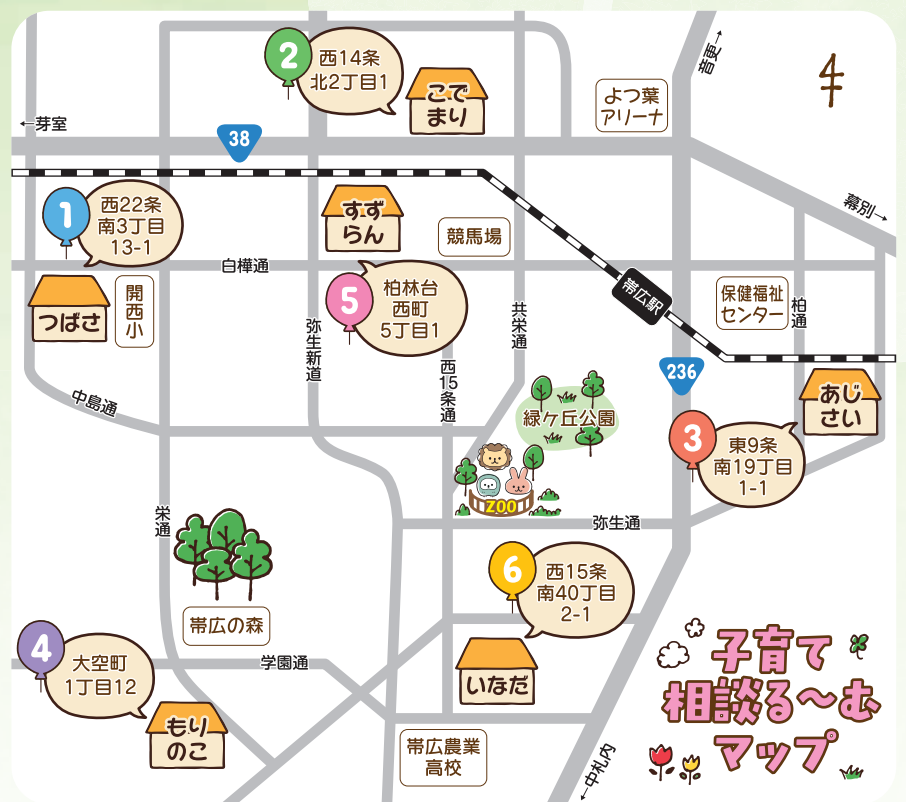 2
西14条
北2丁目1
こで
まり
よつ葉
アリーナ
音更→
←芽室
38
1
西22条
南3丁目
13-1
すず
らん
競馬場
幕別→
白樺通
つばさ
開西小
5
柏林台
西町
5丁目1
弥生新道
共栄通
帯広駅
保健福祉
センター
柏通
中島通
西15条通
236
緑ケ丘公園
あじ
さい
3
東9条
南19丁目
1-1
ZOO
栄通
弥生通
6
西15条
南40丁目
2-1
帯広の森
4
大空町
1丁目12
学園通
いなだ
もり
のこ
帯広農業
高校
←中札内
子育て
相談る～む
マップ